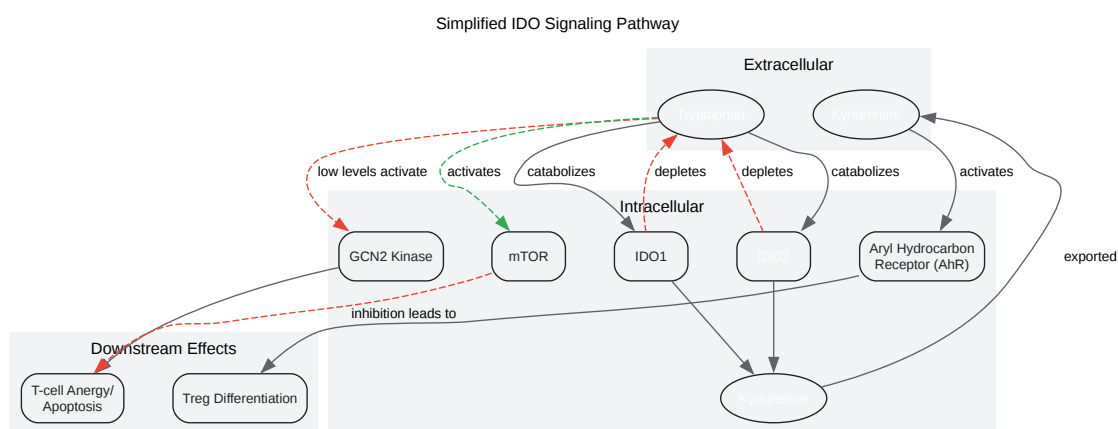 Simplified IDO Signaling Pathway
Extracellular
Tryptophan
Kynurenine
low levels activate
activates
catabolizes
depletes
depletes
catabolizes
activates
Intracellular
GCN2 Kinase
mTOR
IDO1
IDO2
Aryl Hydrocarbon
Receptor (AhR)
exported
inhibition leads to
Downstream Effects
T-cell Anergy/
Apoptosis
Treg Differentiation
Kynurenine